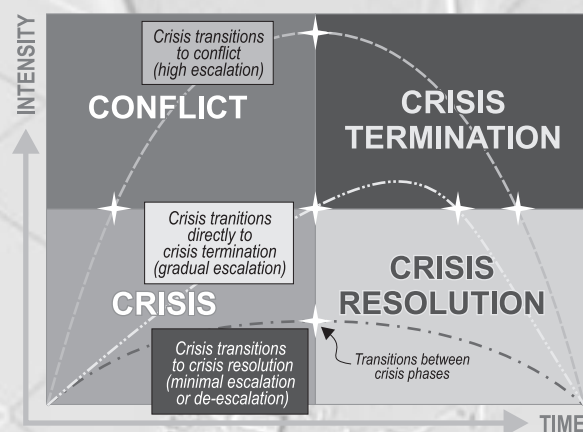 INTENSITY
Crisis transitions
to conflict
(high escalation)
CONFLICT
CRISIS
TERMINATION
Crisis tranitions
directly to
crisis termination
(gradual escalation)
CRISIS
CRISIS
RESOLUTION
Crisis transitions
to crisis resolution
(minimal escalation
or de-escalation)
Transitions between
crisis phases
TIME